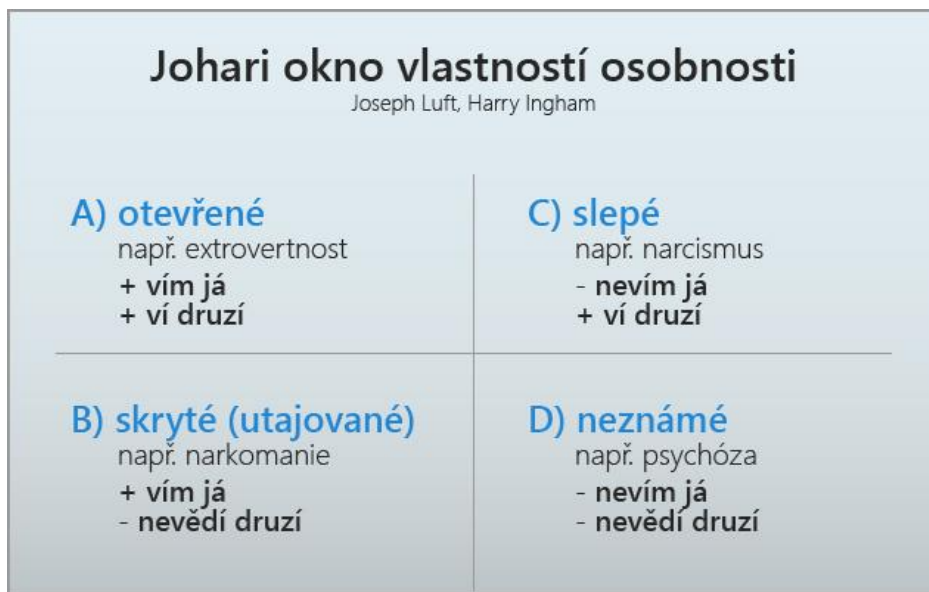 Johari okno vlastností osobnosti
Joseph Luft, Harry Ingham
A) otevřené
např. extrovertnost
+ vím já
+ ví druzí
C) slepé
např. narcismus
- nevím já
+ ví druzí
B) skryté (utajované)
např. narkomanie
+ vím já
- nevědí druzí
D) neznámé
např. psychóza
- nevím já
- nevědí druzí